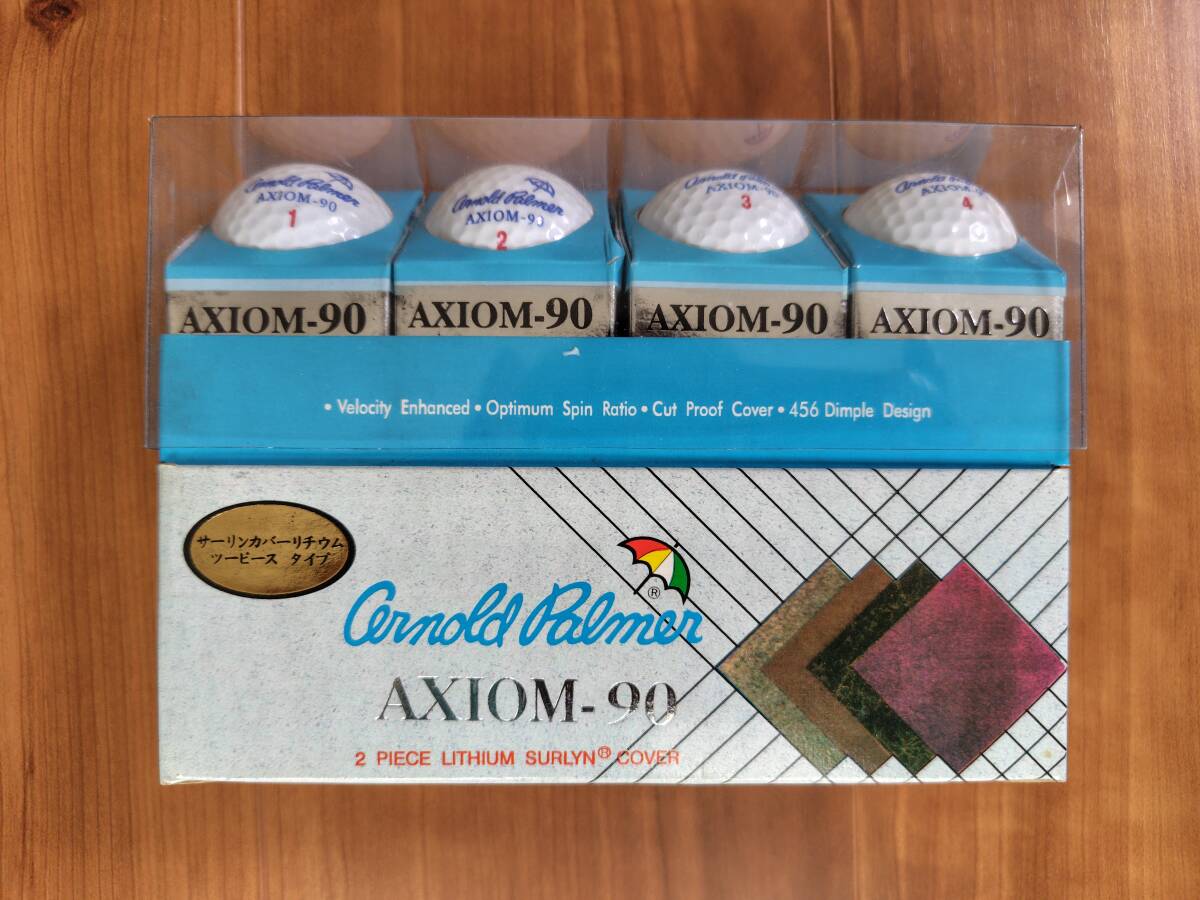 Arnold Palmer
AXIOM-90
1
Arnold Palmer
AXIOM-90
2
Arnold Palmer
AXIOM-90
3
Arnold Palmer
AXIOM-9
4
AXIOM-90
AXIOM-90
AXIOM-90
AXIOM-90
• Velocity Enhanced • Optimum Spin Ratio • Cut Proof Cover • 456 Dimple Design
サーリンカバーリチウム
ツーピース タイプ
Arnold Palmer®
AXIOM-90
2 PIECE LITHIUM SURLYN® COVER